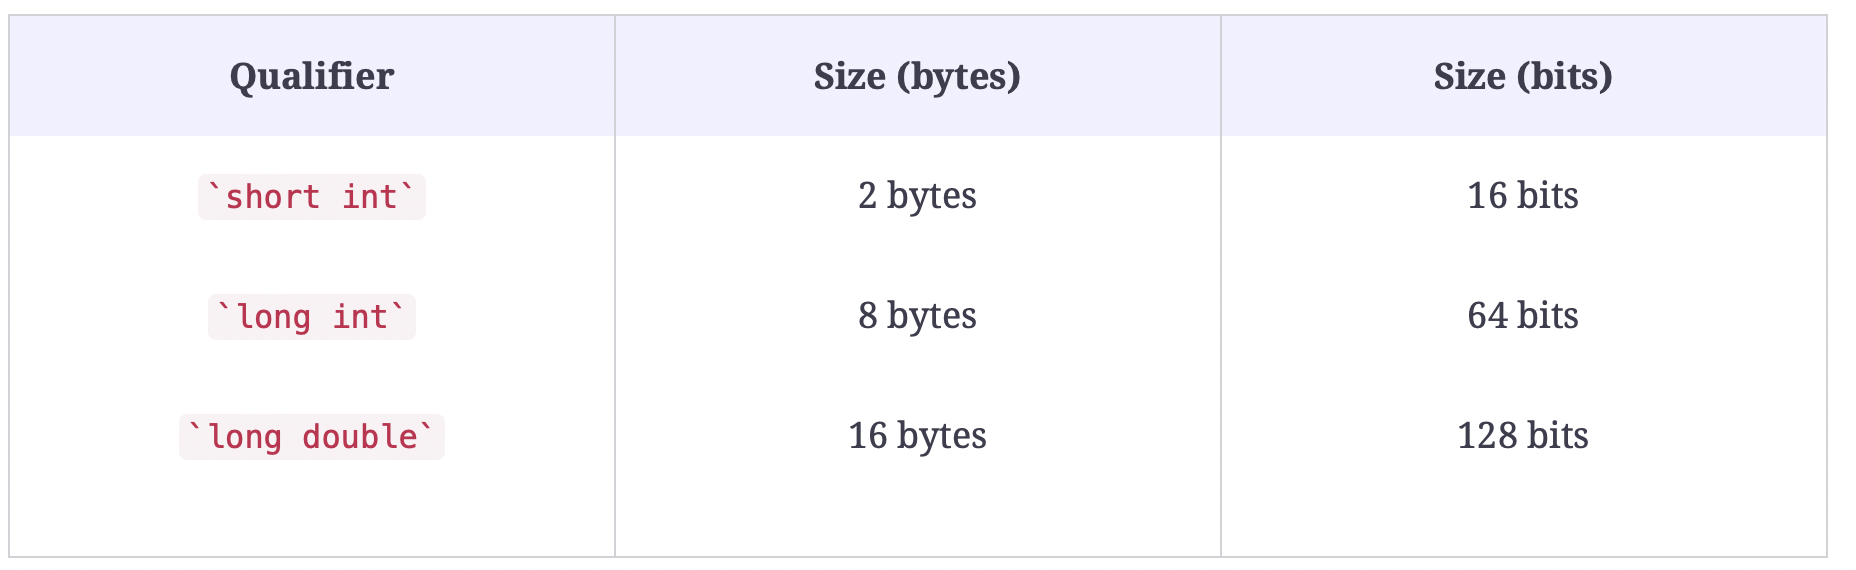 Qualifier Size (bytes) Size (bits)
`short int` 2 bytes 16 bits
`long int` 8 bytes 64 bits
`long double` 16 bytes 128 bits